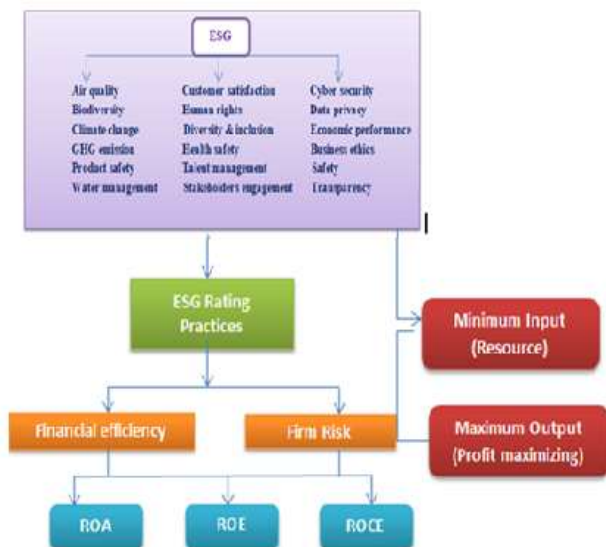 ESG
Air quality
Biodiversity
Climate change
GHG emission
Product safety
Water management
Customer satisfaction
Human rights
Diversity & inclusion
Health safety
Talent management
Stakeholders engagement
Cyber security
Data privacy
Economic performance
Business ethics
Safety
Transparency
ESG Rating
Practices
Minimum Input
(Resource)
Financial efficiency
Firm Risk
Maximum Output
(Profit maximizing)
ROA
ROE
ROCE